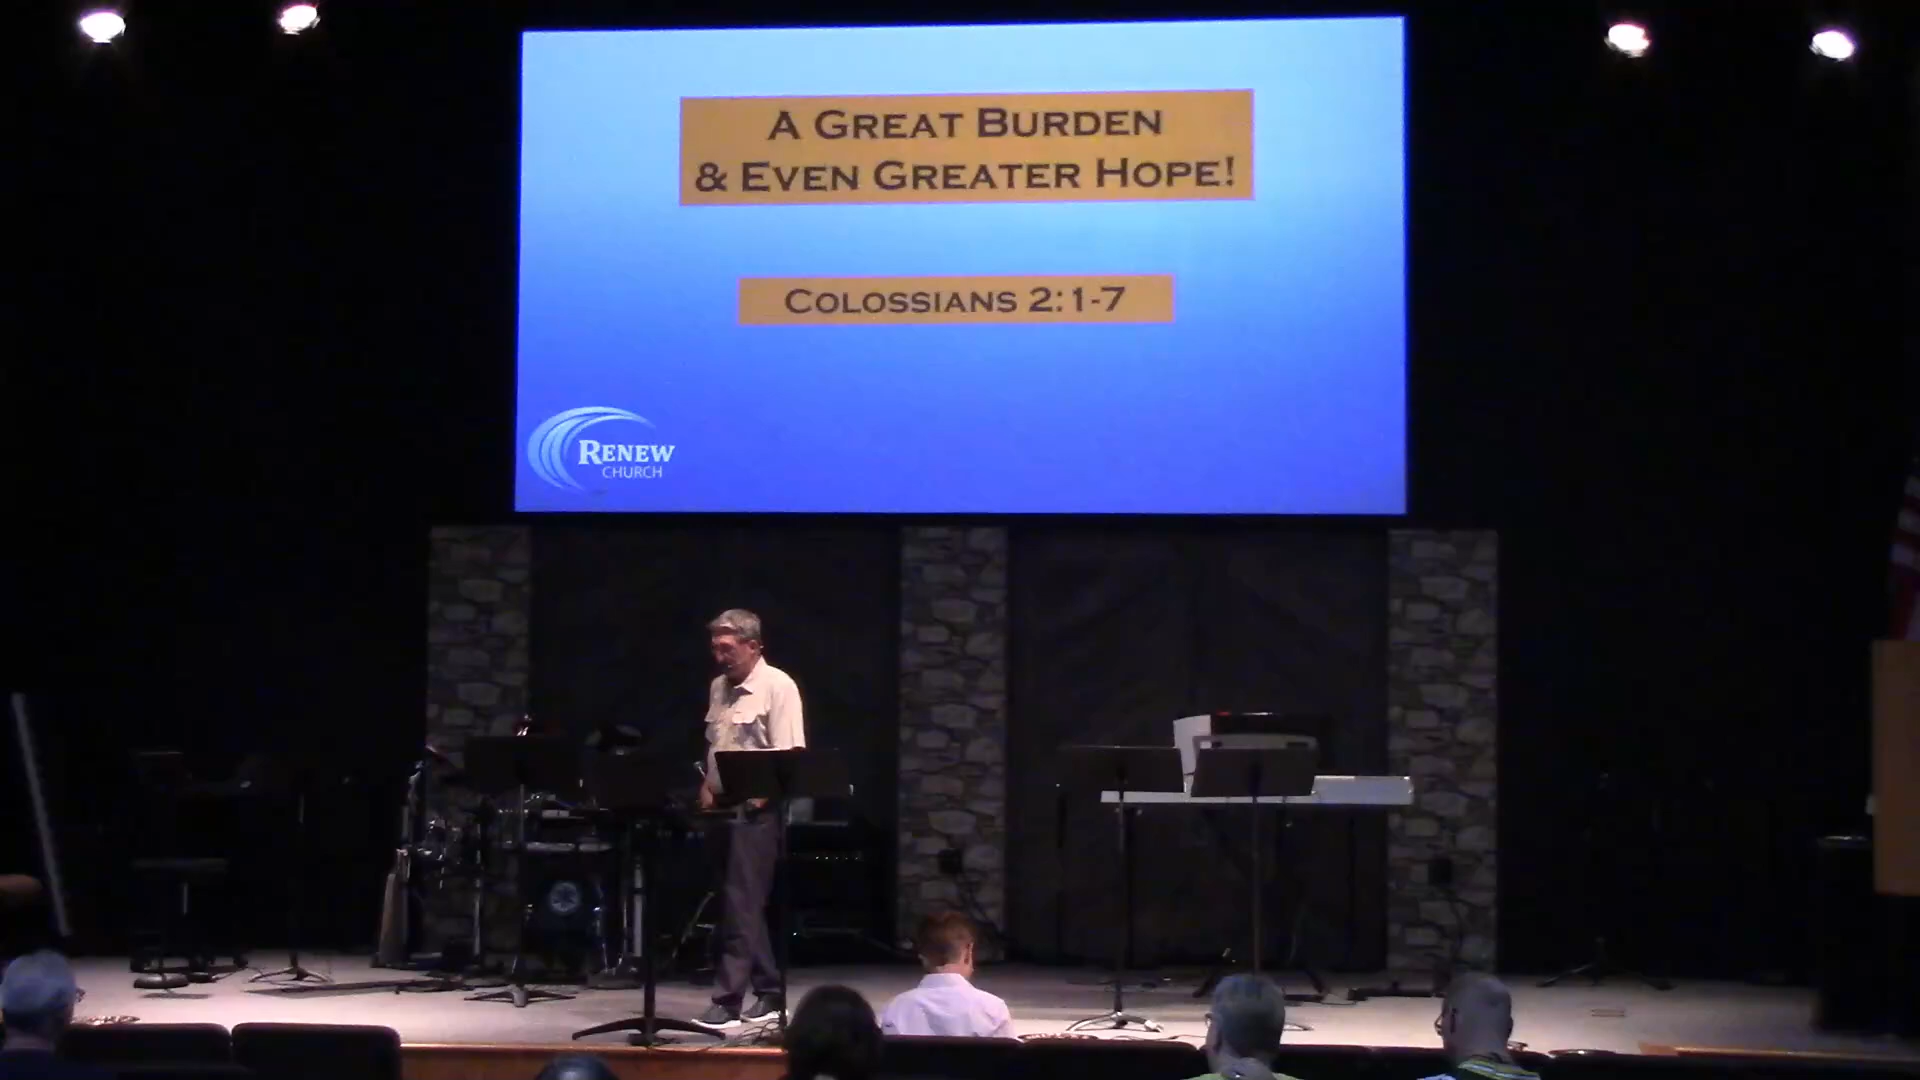 A Great Burden
& Even Greater Hope!
Colossians 2:1-7
Renew
CHURCH